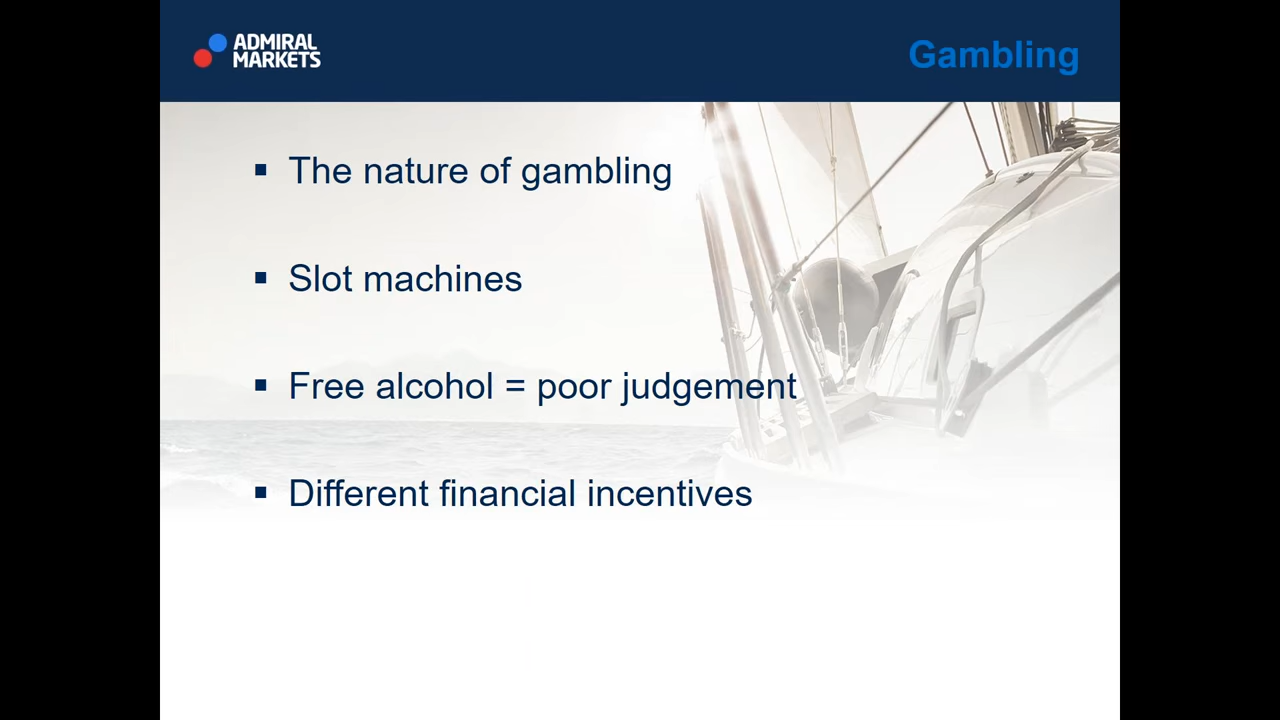 ADMIRAL
MARKETS
Gambling
▪ The nature of gambling
▪ Slot machines
▪ Free alcohol = poor judgement
▪ Different financial incentives